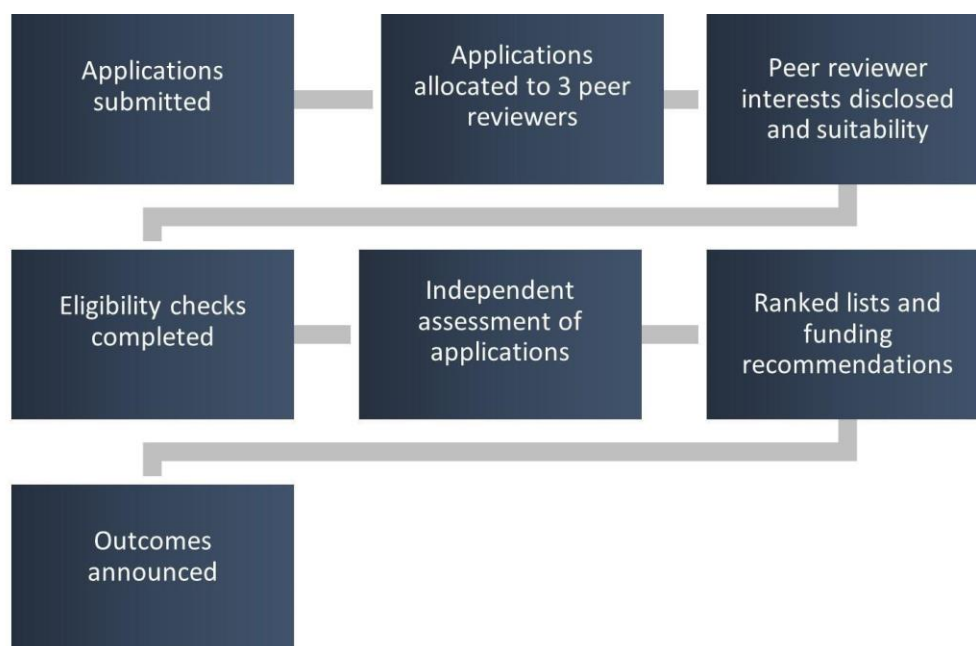 Applications
submitted
Applications
allocated to 3 peer
reviewers
Peer reviewer
interests disclosed
and suitability
Eligibility checks
completed
Independent
assessment of
applications
Ranked lists and
funding
recommendations
Outcomes
announced